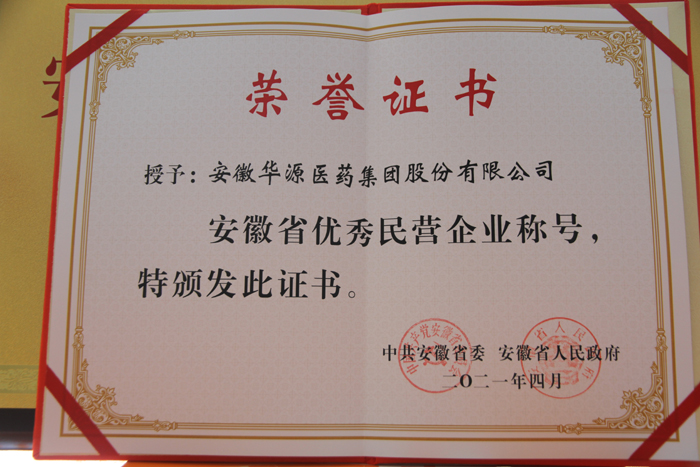 安
荣誉证书
授予：安徽华源医药集团股份有限公司
安徽省优秀民营企业称号，
特颁发此证书。
中共安徽省委 安徽省人民政府
二〇二一年四月